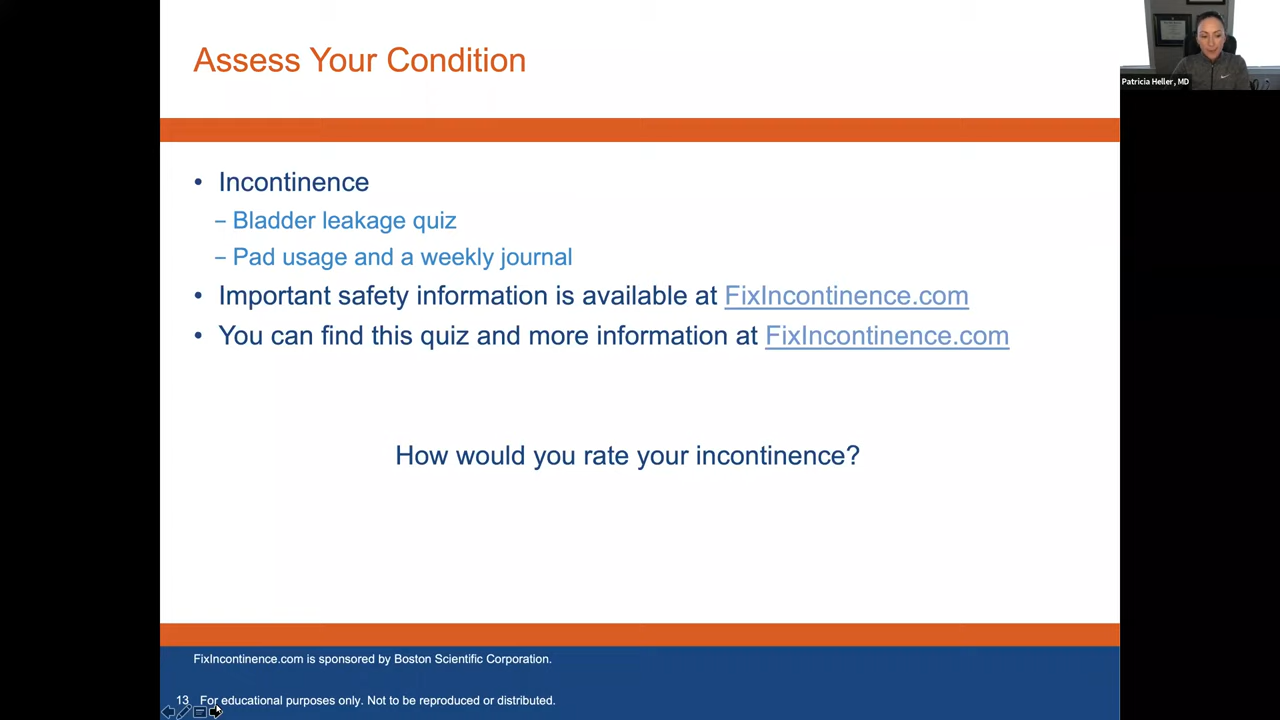 Assess Your Condition
Patricia Heller, MD
• Incontinence
– Bladder leakage quiz
– Pad usage and a weekly journal
• Important safety information is available at FixIncontinence.com
• You can find this quiz and more information at FixIncontinence.com
How would you rate your incontinence?
FixIncontinence.com is sponsored by Boston Scientific Corporation.
13 For educational purposes only. Not to be reproduced or distributed.